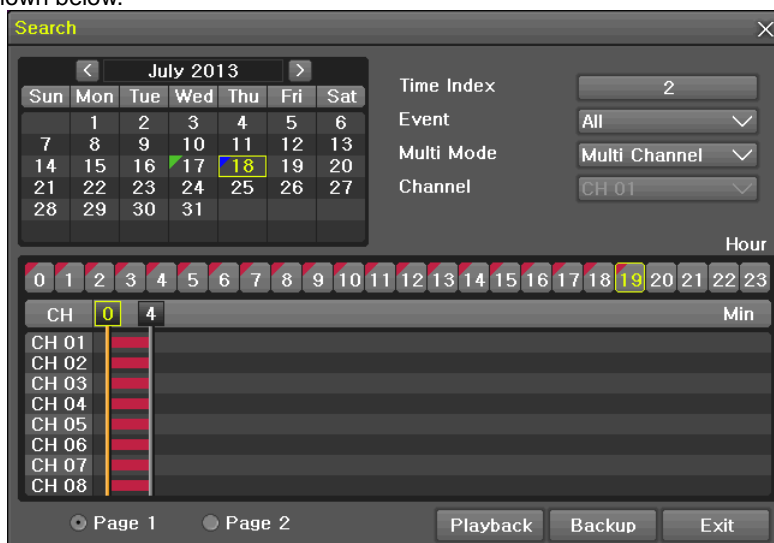 own below.
Search
July 2013
Sun Mon Tue Wed Thu Fri Sat
1 2 3 4 5 6
7 8 9 10 11 12 13
14 15 16 17 18 19 20
21 22 23 24 25 26 27
28 29 30 31
Time Index 2
Event All
Multi Mode Multi Channel
Channel CH 01
Hour
0 1 2 3 4 5 6 7 8 9 10 11 12 13 14 15 16 17 18 19 20 21 22 23
CH 0 4 Min
CH 01
CH 02
CH 03
CH 04
CH 05
CH 06
CH 07
CH 08
Page 1 Page 2 Playback Backup Exit